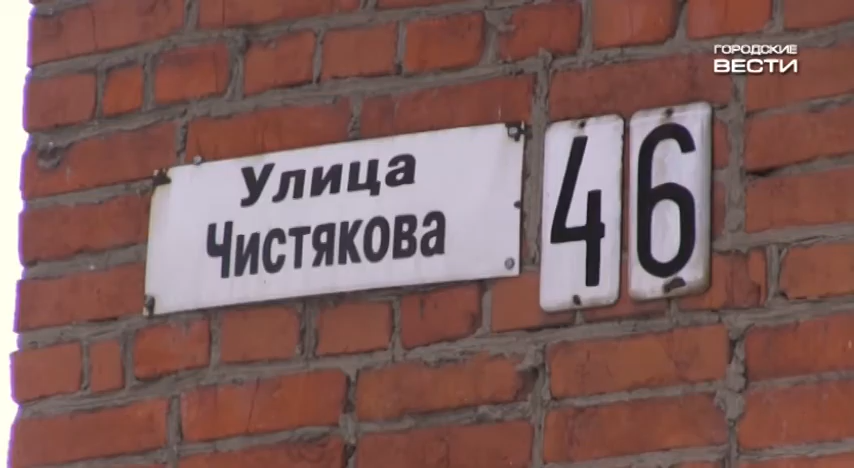 ГОРОДСКИЕ
ВЕСТИ
Улица
Чистякова
46